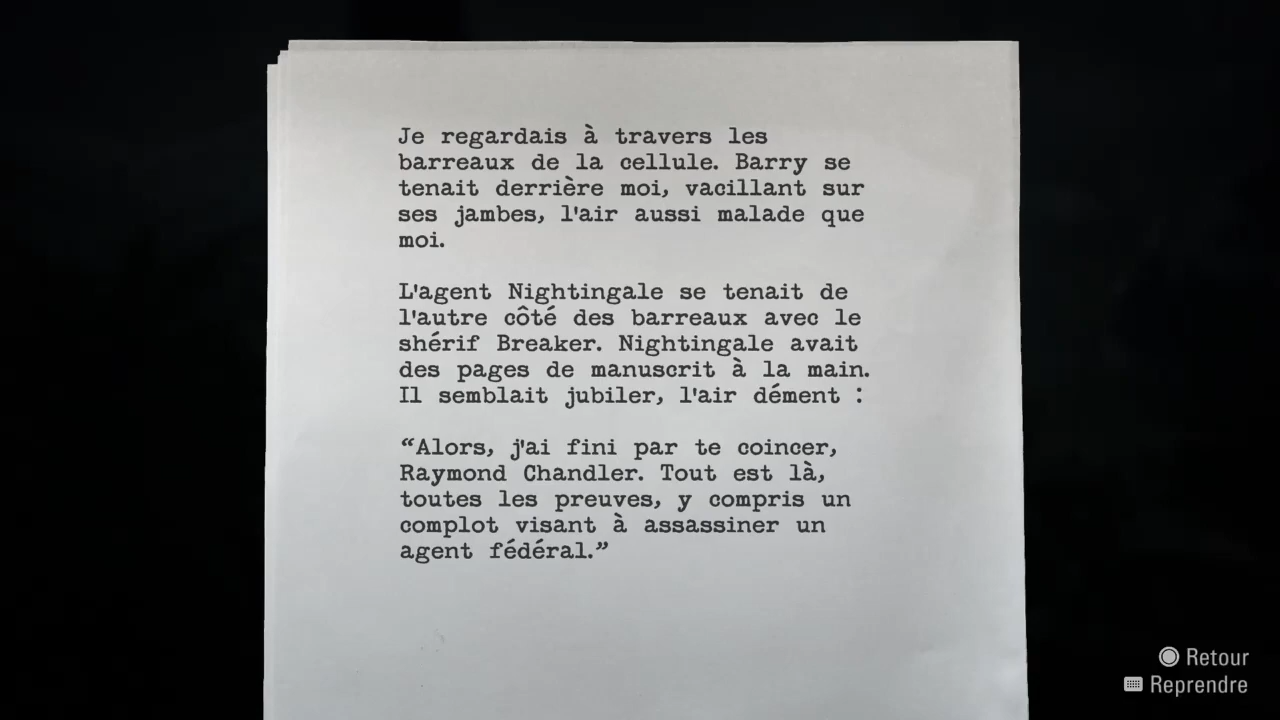 Je regardais à travers les
barreaux de la cellule. Barry se
tenait derrière moi, vacillant sur
ses jambes, l'air aussi malade que
moi.
L'agent Nightingale se tenait de
l'autre côté des barreaux avec le
shérif Breaker. Nightingale avait
des pages de manuscrit à la main.
Il semblait jubiler, l'air dément :
“Alors, j'ai fini par te coincer,
Raymond Chandler. Tout est là,
toutes les preuves, y compris un
complot visant à assassiner un
agent fédéral.”
Retour
Reprendre